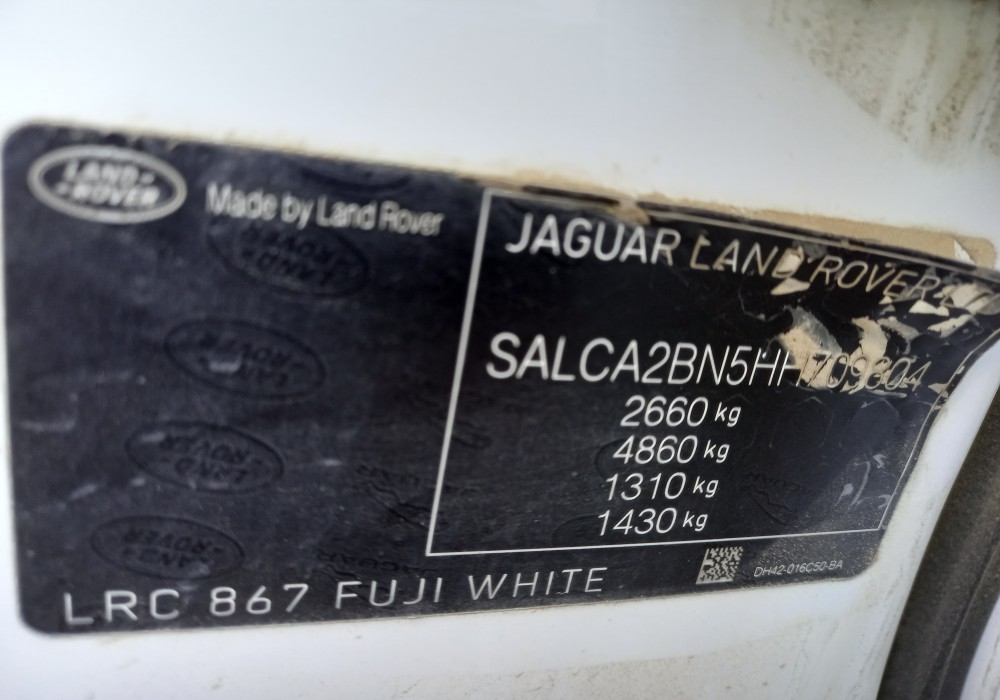 LAND-
-ROVER
Made by Land Rover
JAGUAR LAND ROVER
SALCA2BN5HH709304
2660 kg
4860 kg
1310 kg
1430 kg
DH42-016C50-BA
LRC 867 FUJI WHITE